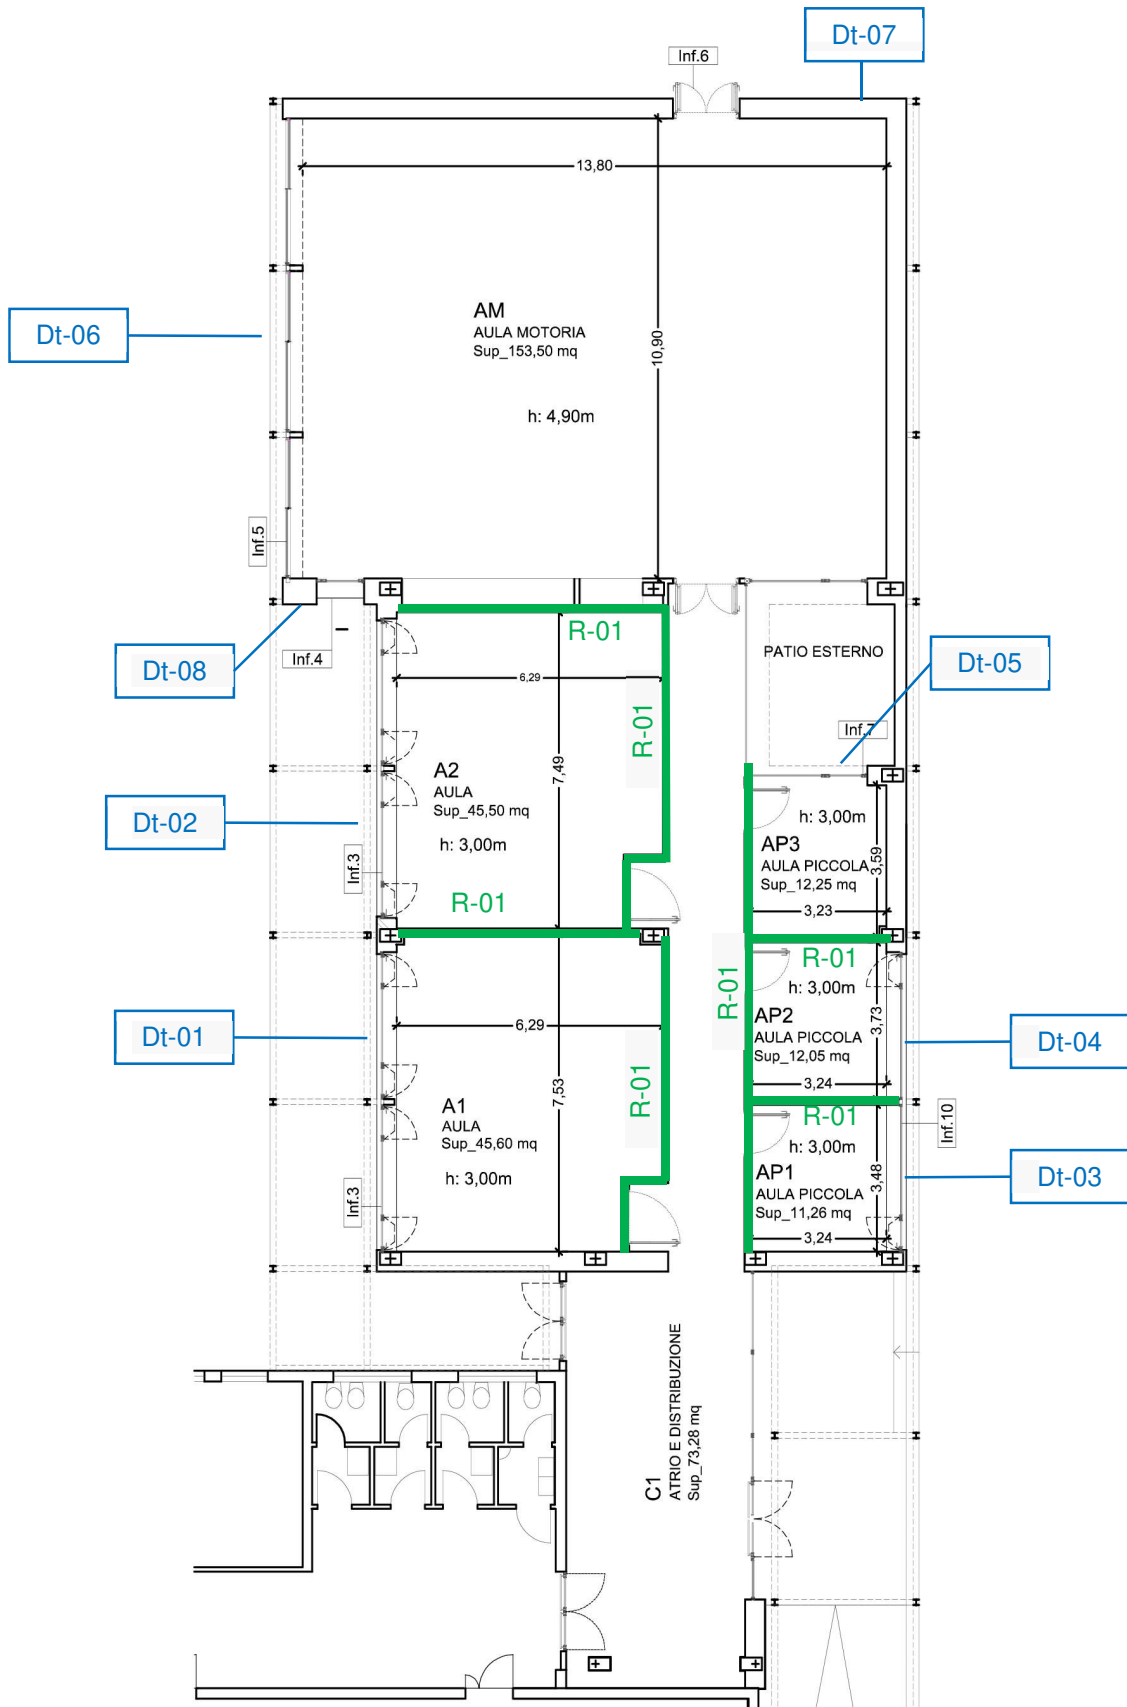 Dt-07
Inf.6
13,80
AM
AULA MOTORIA
Sup_153,50 mq
h: 4,90m
10,90
Dt-06
Inf.5
Inf.4
Dt-08
R-01
6,29
R-01
PATIO ESTERNO
Dt-05
Inf.7
7,49
A2
AULA
Sup_45,50 mq
h: 3,00m
Dt-02
Inf.3
R-01
h: 3,00m
AP3
AULA PICCOLA
Sup_12,25 mq
3,59
3,23
R-01
R-01
h: 3,00m
AP2
AULA PICCOLA
Sup_12,05 mq
3,73
3,24
Dt-04
Dt-01
6,29
7,53
A1
AULA
Sup_45,60 mq
h: 3,00m
R-01
Inf.3
R-01
h: 3,00m
AP1
AULA PICCOLA
Sup_11,26 mq
3,48
3,24
Inf.10
Dt-03
C1
ATRIO E DISTRIBUZIONE
Sup_73,28 mq